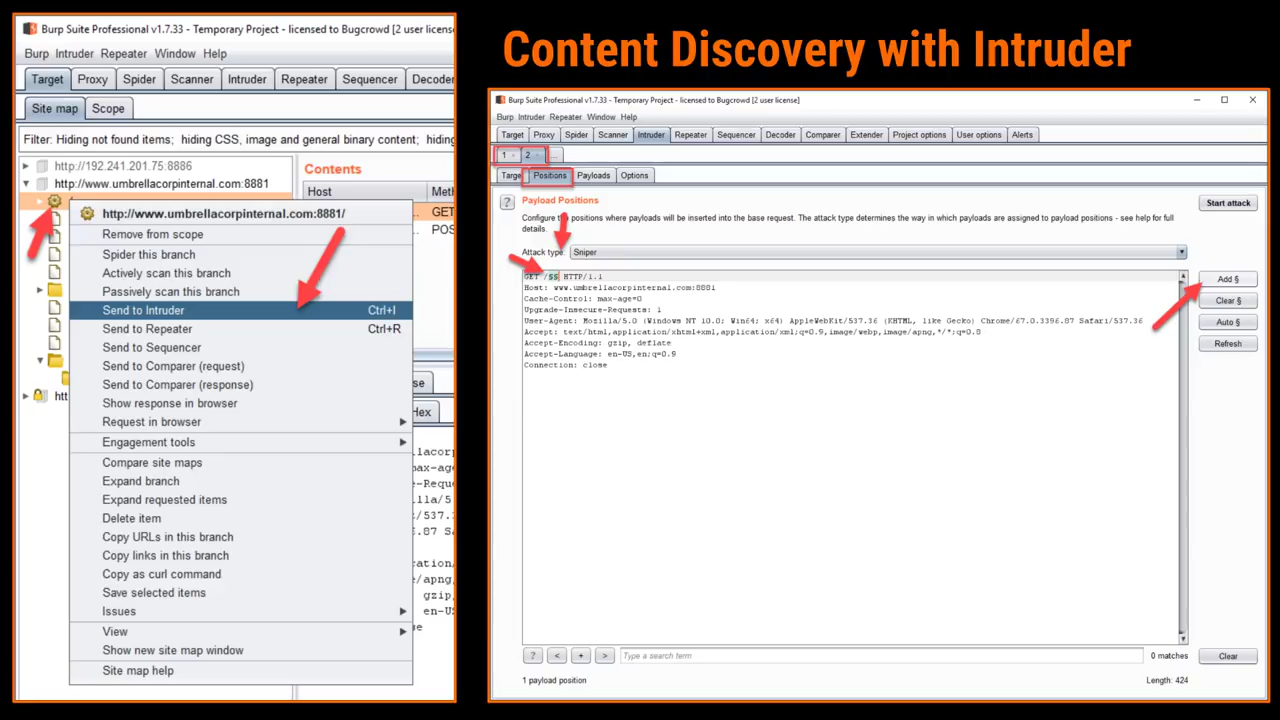 Content Discovery with Intruder
Burp Suite Professional v1.7.33 - Temporary Project - licensed to Bugcrowd [2 user license
Burp Intruder Repeater Window Help
Target Proxy Spider Scanner Intruder Repeater Sequencer Decoder
Site map Scope
Filter: Hiding not found items; hiding CSS, image and general binary content; hiding
http://192.241.201.75:8886
http://www.umbrellacorpinternal.com:8881
Contents
Host
GET
POS
http://www.umbrellacorpinternal.com:8881/
Remove from scope
Spider this branch
Actively scan this branch
Passively scan this branch
Send to Intruder Ctrl+I
Send to Repeater Ctrl+R
Send to Sequencer
Send to Comparer (request)
Send to Comparer (response)
Show response in browser
Request in browser
Engagement tools
Compare site maps
Expand branch
Expand requested items
Delete item
Copy URLs in this branch
Copy links in this branch
Copy as curl command
Save selected items
Issues
View
Show new site map window
Site map help
Burp Suite Professional v1.7.33 - Temporary Project - licensed to Bugcrowd [2 user license]
Burp Intruder Repeater Window Help
Target Proxy Spider Scanner Intruder Repeater Sequencer Decoder Comparer Extender Project options User options Alerts
1 × 2 × ...
Positions Payloads Options
? Payload Positions
Start attack
Configure the positions where payloads will be inserted into the base request. The attack type determines the way in which payloads are assigned to payload positions - see help for full
details.
Attack type: Sniper
GET /§§ HTTP/1.1
Host: www.umbrellacorpinternal.com:8881
Cache-Control: max-age=0
Upgrade-Insecure-Requests: 1
User-Agent: Mozilla/5.0 (Windows NT 10.0; Win64; x64) AppleWebKit/537.36 (KHTML, like Gecko) Chrome/67.0.3396.87 Safari/537.36
Accept: text/html,application/xhtml+xml,application/xml;q=0.9,image/webp,image/apng,*/*;q=0.8
Accept-Encoding: gzip, deflate
Accept-Language: en-US,en;q=0.9
Connection: close
Add §
Clear §
Auto §
Refresh
? < + > Type a search term 0 matches Clear
1 payload position Length: 424